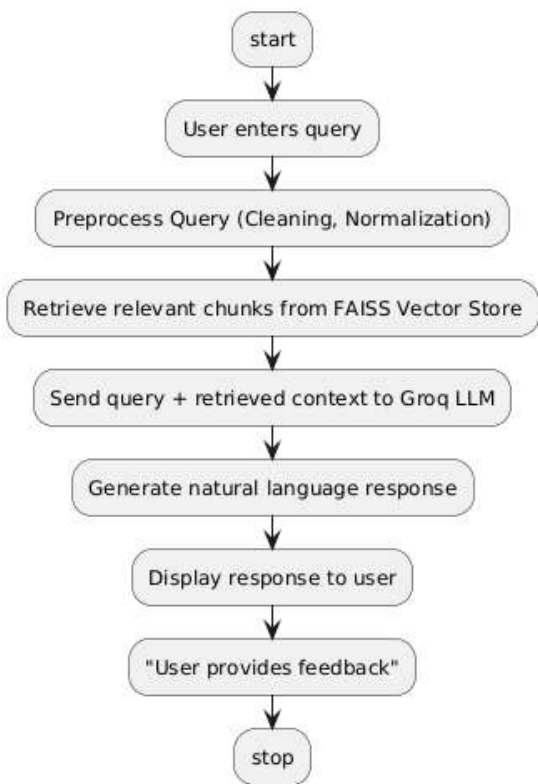 start
User enters query
Preprocess Query (Cleaning, Normalization)
Retrieve relevant chunks from FAISS Vector Store
Send query + retrieved context to Groq LLM
Generate natural language response
Display response to user
"User provides feedback"
stop